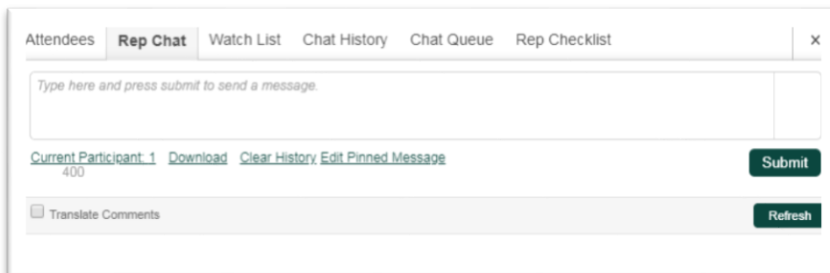 Attendees Rep Chat Watch List Chat History Chat Queue Rep Checklist ×
Type here and press submit to send a message.
Current Participant: 1 Download Clear History Edit Pinned Message Submit
400
Translate Comments Refresh